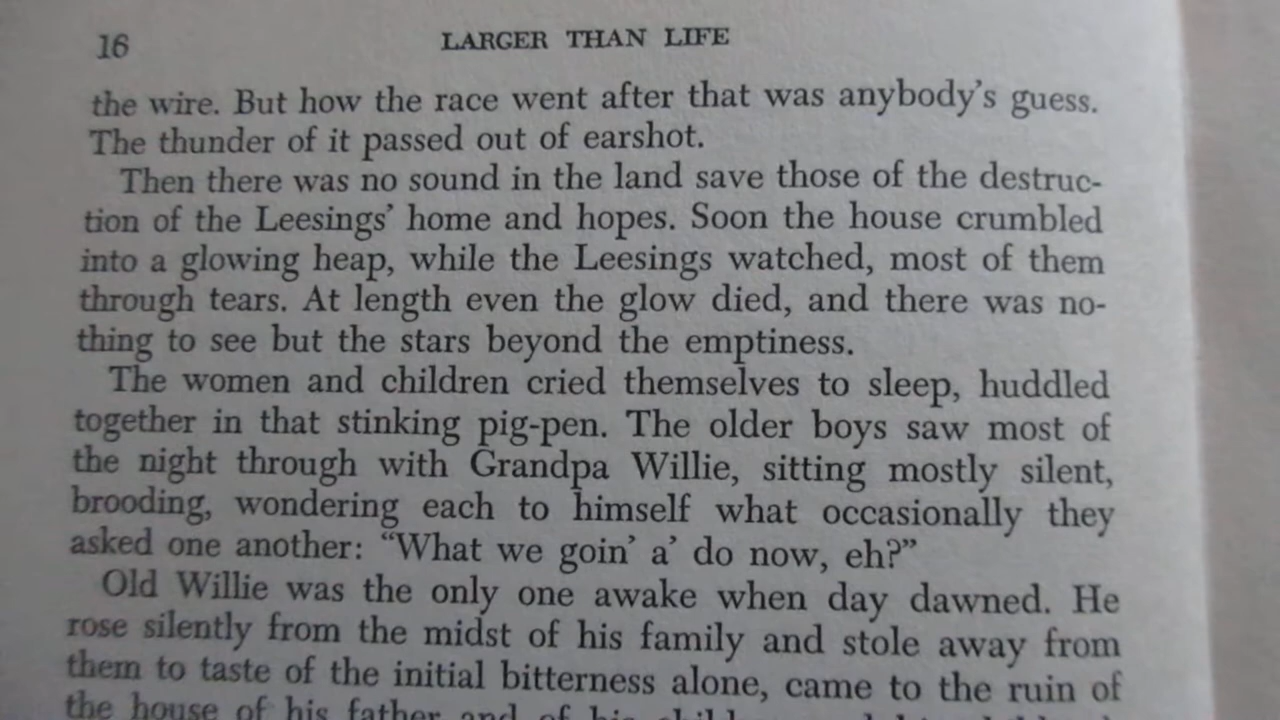 16 LARGER THAN LIFE
the wire. But how the race went after that was anybody's guess.
The thunder of it passed out of earshot.
Then there was no sound in the land save those of the destruc-
tion of the Leesings' home and hopes. Soon the house crumbled
into a glowing heap, while the Leesings watched, most of them
through tears. At length even the glow died, and there was no-
thing to see but the stars beyond the emptiness.
The women and children cried themselves to sleep, huddled
together in that stinking pig-pen. The older boys saw most of
the night through with Grandpa Willie, sitting mostly silent,
brooding, wondering each to himself what occasionally they
asked one another: “What we goin' a' do now, eh?”
Old Willie was the only one awake when day dawned. He
rose silently from the midst of his family and stole away from
them to taste of the initial bitterness alone, came to the ruin of
the house of his father and of his